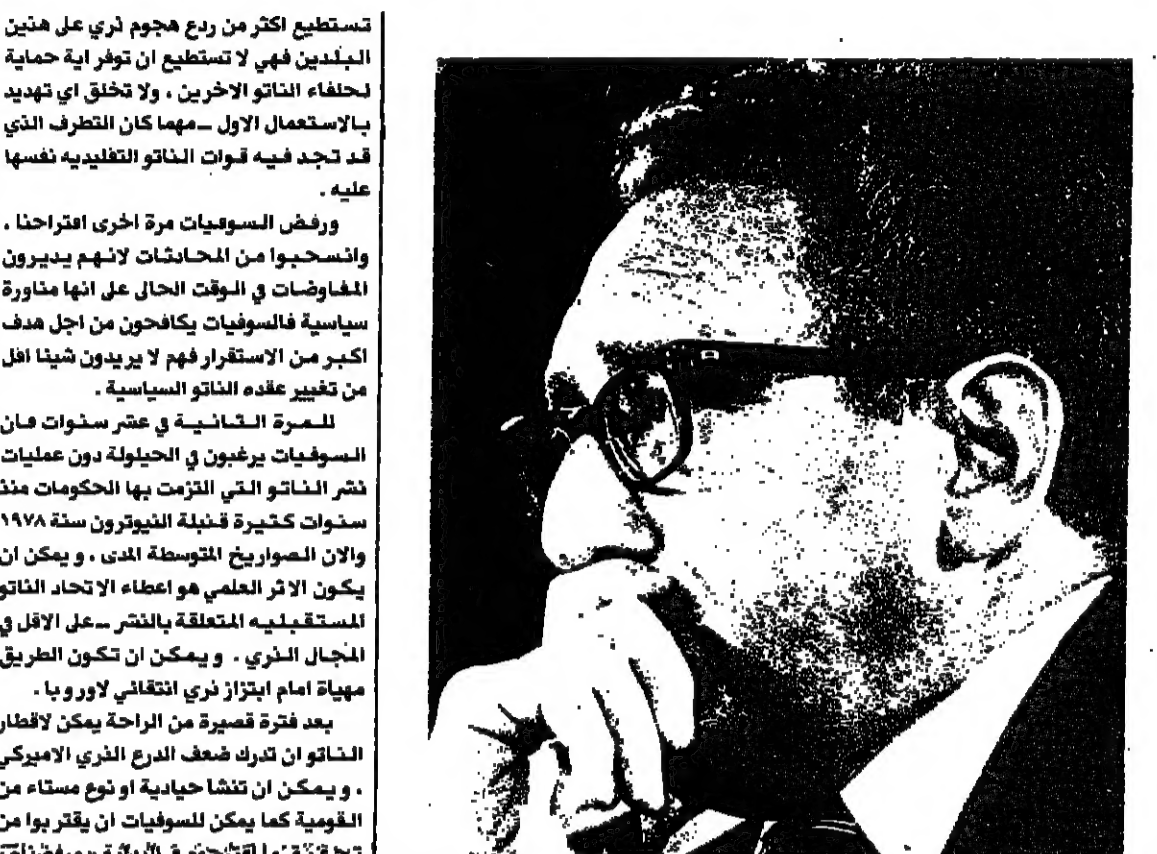 تستطيع اكثر من ردع هجوم ذري على هذين
البلدين فهي لا تستطيع ان توفر اية حماية
لحلفاء الناتو الاخرين ، ولا تخلق اي تهديد
بالاستعمال الاول ــ مهما كان التطرف الذي
قد تجد فيه قوات الناتو التقليديه نفسها
عليه .
ورفض السوفيات مرة اخرى اقتراحنا ،
وانسحبوا من المحادثات لانهم يديرون
المفاوضات في الوقت الحالي على انها مناورة
سياسية فالسوفيات يكافحون من اجل هدف
اكبر من الاستقرار فهم لا يريدون شيئا اقل
من تغيير عقده الناتو السياسية .
للمرة الثانية في عشر سنوات فان
السوفيات يرغبون في الحيلولة دون عمليات
نشر الناتو التي التزمت بها الحكومات منذ
سنوات كثيرة قنبلة النيوترون سنة ١٩٧٨
والان الصواريخ المتوسطة المدى ، و يمكن ان
يكون الاثر العلمي هو اعطاء الاتحاد الناتو
المستقبليه المتعلقة بالنشر ــ على الاقل في
المجال الذري . و يمكن ان تكون الطريق
مهياة امام ابتزاز ذري انتقائي لاوروبا .
بعد فترة قصيرة من الراحة يمكن لاقطار
الناتو ان تدرك ضعف الدرع الذري الاميركي
، و يمكن ان تنشا حيادية او نوع مستاء من
القومية كما يمكن للسوفيات ان يقتربوا من